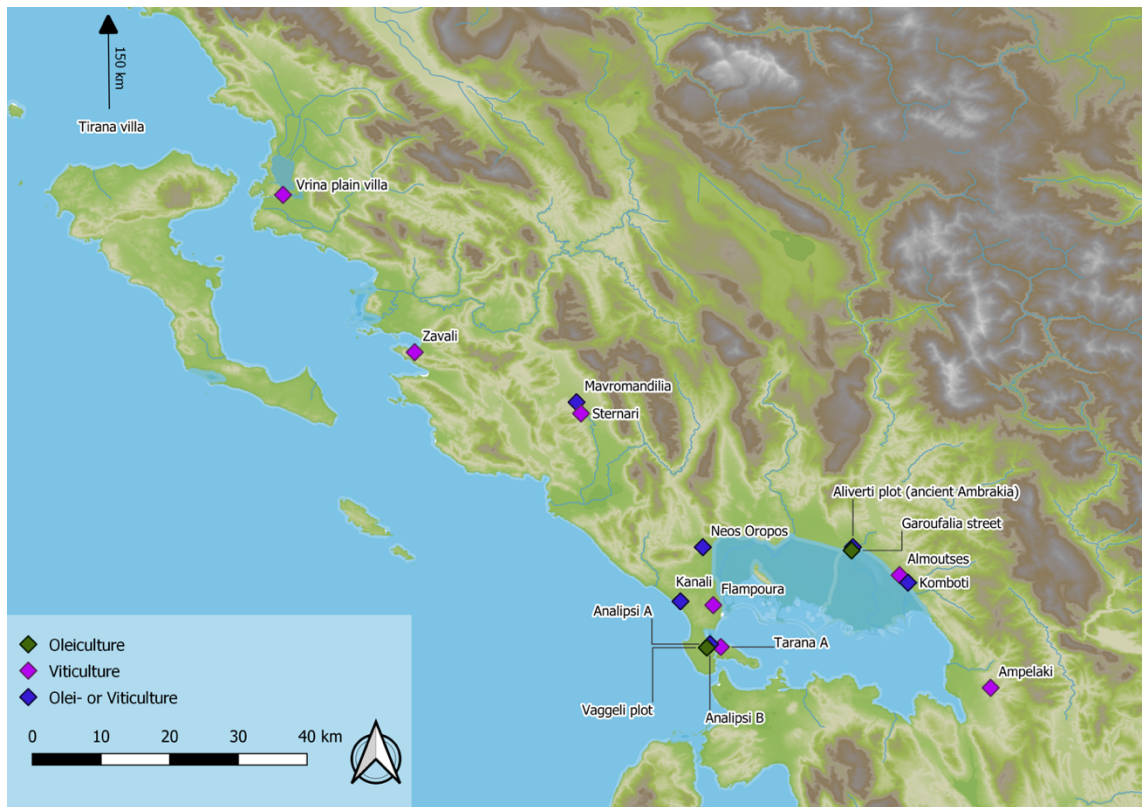 150 km
Tirana villa
Vrina plain villa
Zavali
Mavromandilia
Sternari
Aliverti plot (ancient Ambrakia)
Garoufalia street
Neos Oropos
Almoutses
Komboti
Kanali
Flampoura
Analipsi A
Tarana A
Ampelaki
Vaggeli plot
Analipsi B
Oleiculture
Viticulture
Olei- or Viticulture
0 10 20 30 40 km